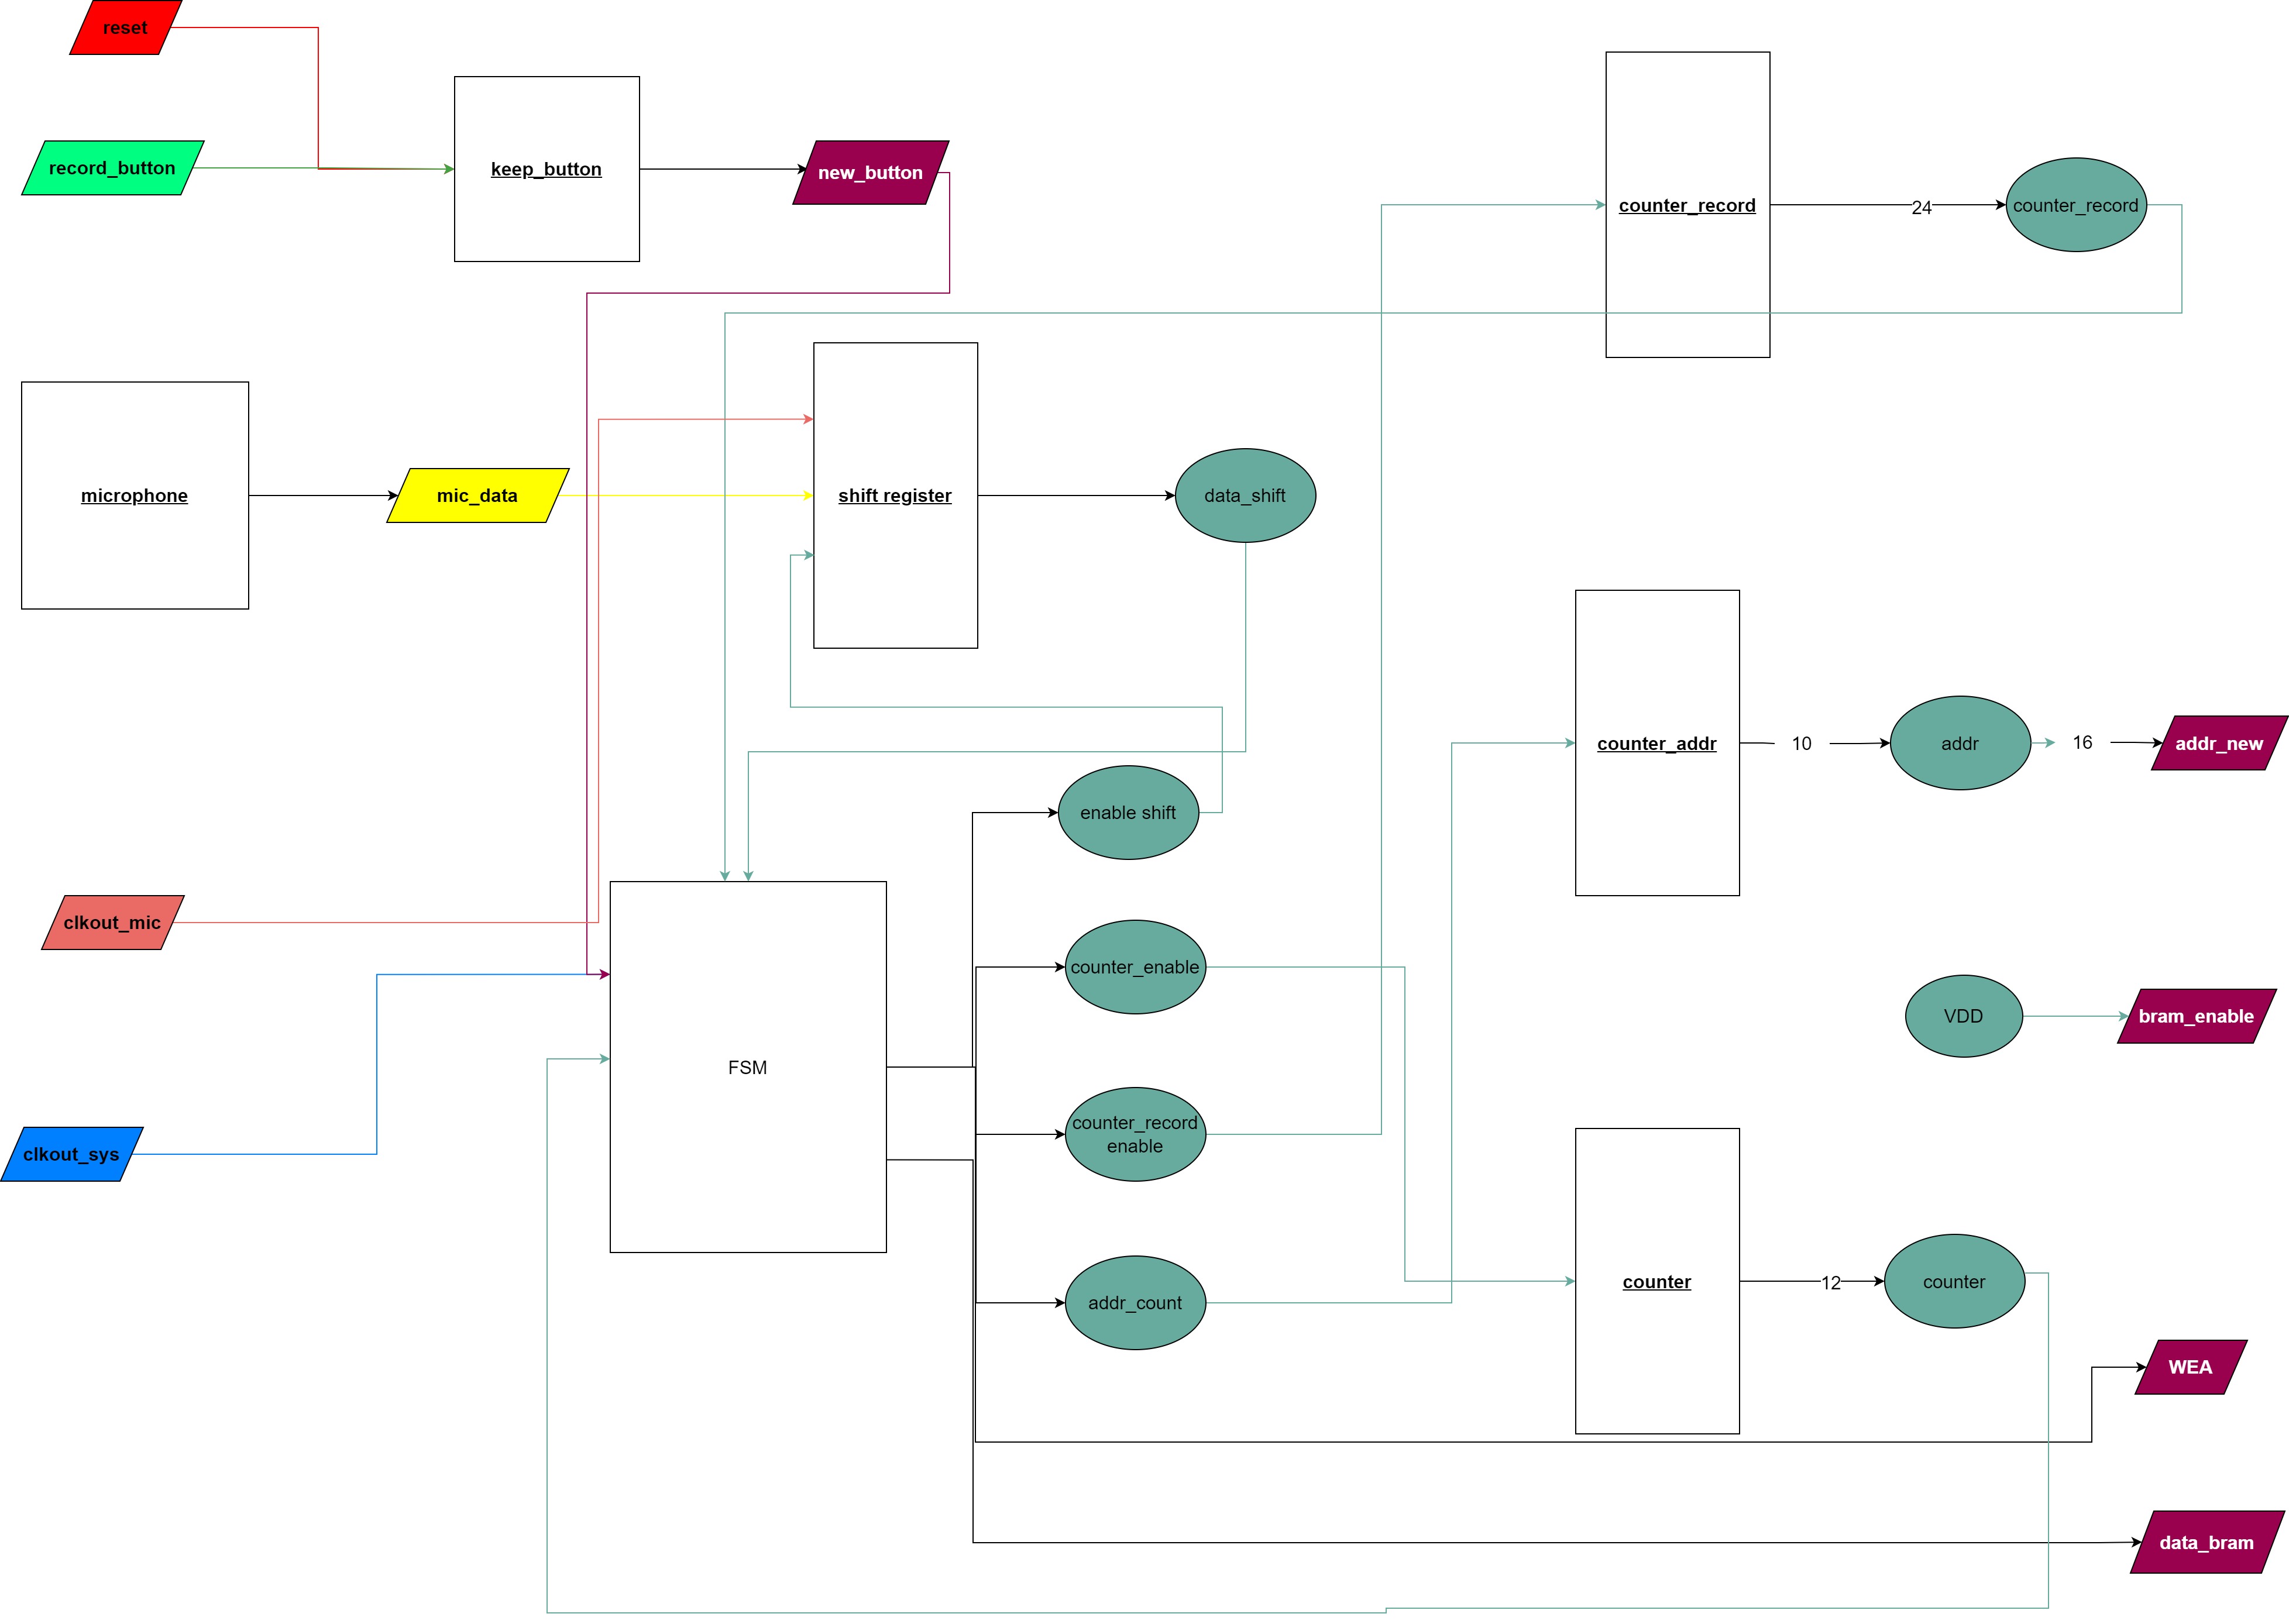 reset
record_button
keep_button
new_button
counter_record
24
counter_record
microphone
mic_data
shift register
data_shift
counter_addr
10
addr
16
addr_new
enable shift
clkout_mic
counter_enable
VDD
bram_enable
FSM
clkout_sys
counter_record
enable
addr_count
counter
12
counter
WEA
data_bram